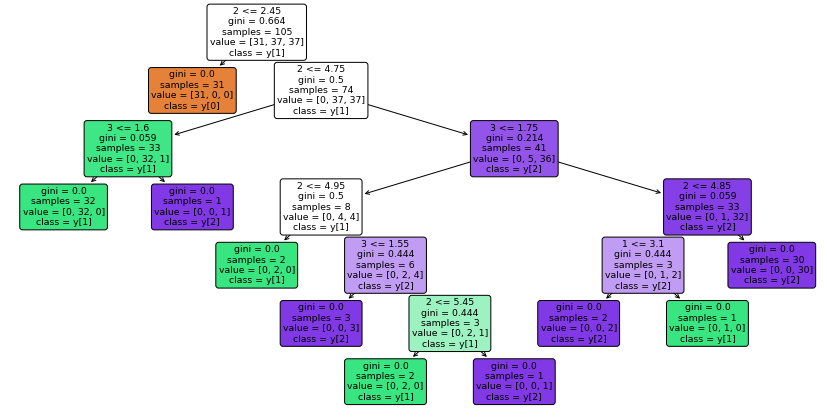 2 <= 2.45
gini = 0.664
samples = 105
value = [31, 37, 37]
class = y[1]
gini = 0.0
samples = 31
value = [31, 0, 0]
class = y[0]
2 <= 4.75
gini = 0.5
samples = 74
value = [0, 37, 37]
class = y[1]
3 <= 1.6
gini = 0.059
samples = 33
value = [0, 32, 1]
class = y[1]
3 <= 1.75
gini = 0.214
samples = 41
value = [0, 5, 36]
class = y[2]
gini = 0.0
samples = 32
value = [0, 32, 0]
class = y[1]
gini = 0.0
samples = 1
value = [0, 0, 1]
class = y[2]
2 <= 4.95
gini = 0.5
samples = 8
value = [0, 4, 4]
class = y[1]
2 <= 4.85
gini = 0.059
samples = 33
value = [0, 1, 32]
class = y[2]
gini = 0.0
samples = 2
value = [0, 2, 0]
class = y[1]
3 <= 1.55
gini = 0.444
samples = 6
value = [0, 2, 4]
class = y[2]
1 <= 3.1
gini = 0.444
samples = 3
value = [0, 1, 2]
class = y[2]
gini = 0.0
samples = 30
value = [0, 0, 30]
class = y[2]
gini = 0.0
samples = 3
value = [0, 0, 3]
class = y[2]
2 <= 5.45
gini = 0.444
samples = 3
value = [0, 2, 1]
class = y[1]
gini = 0.0
samples = 2
value = [0, 0, 2]
class = y[2]
gini = 0.0
samples = 1
value = [0, 1, 0]
class = y[1]
gini = 0.0
samples = 2
value = [0, 2, 0]
class = y[1]
gini = 0.0
samples = 1
value = [0, 0, 1]
class = y[2]